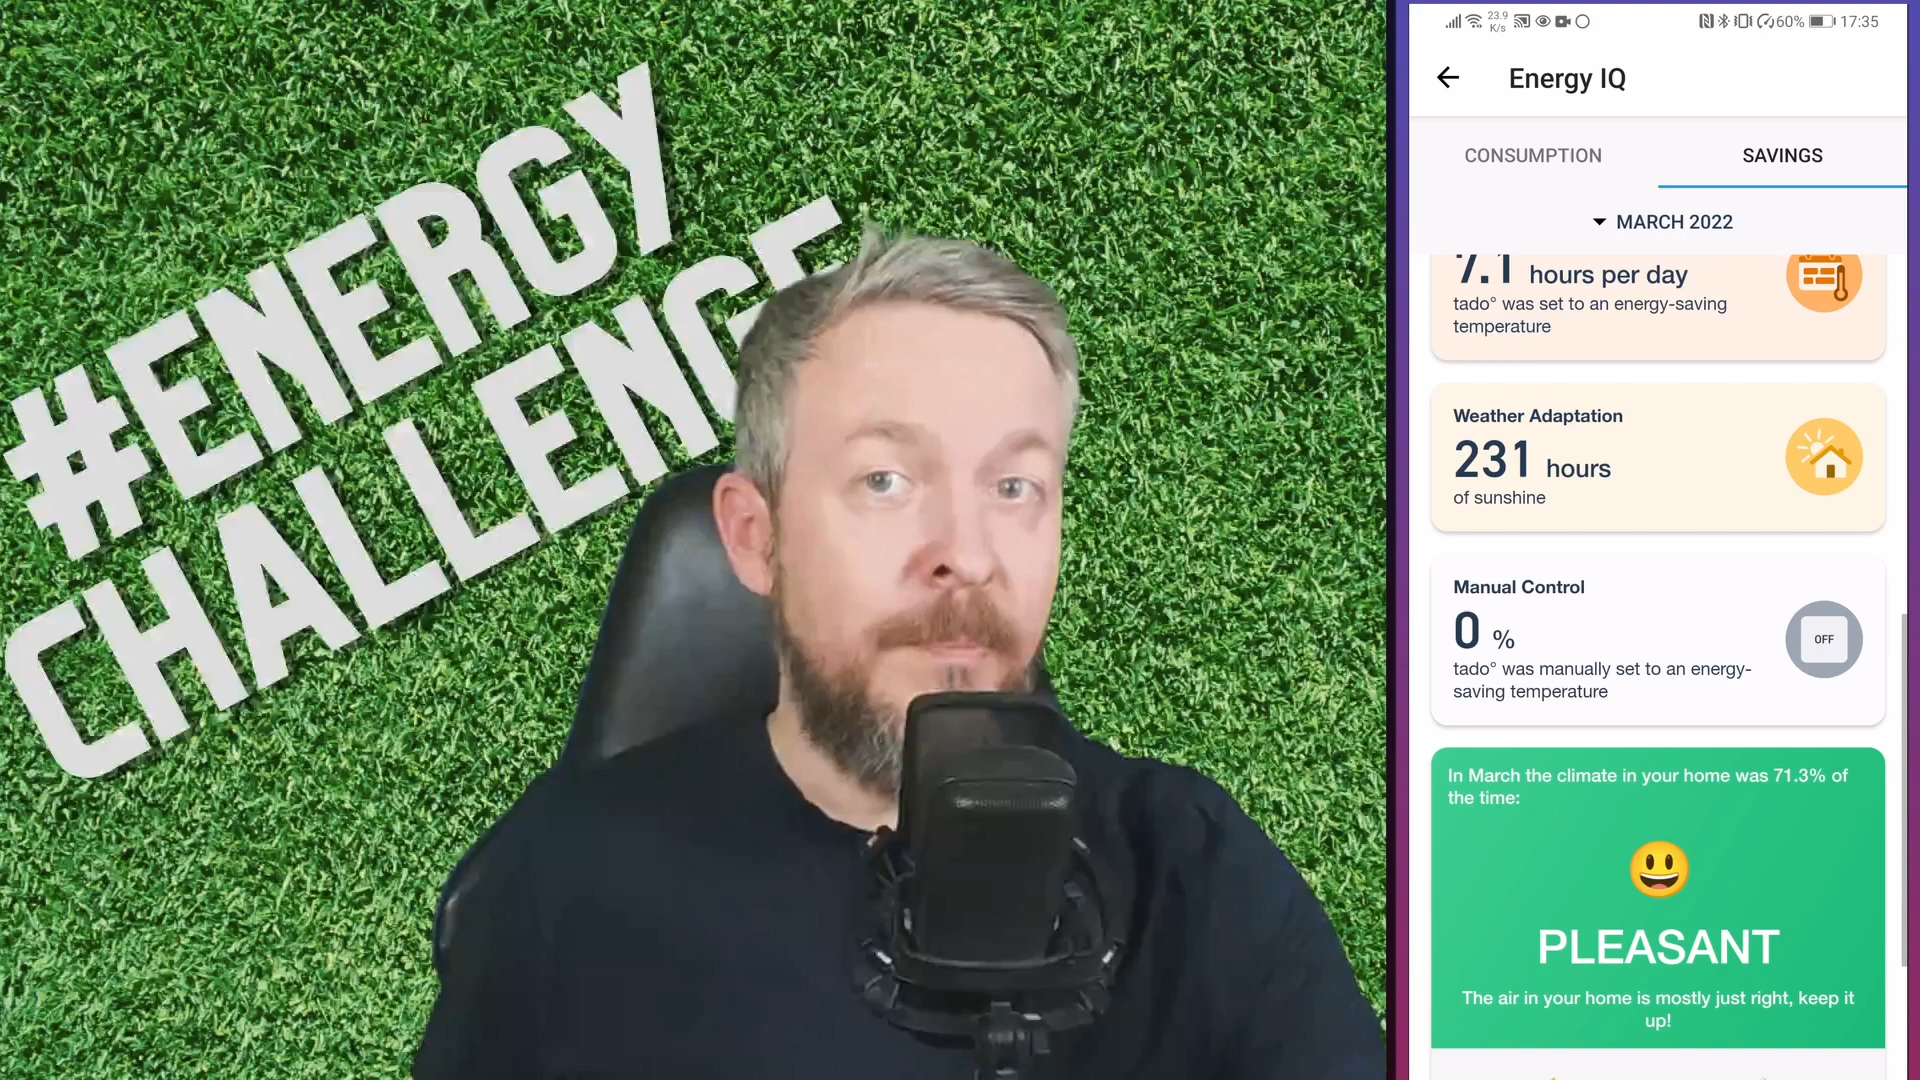 #ENERGY
CHALLENGE
23.9
K/s
60%
17:35
Energy IQ
CONSUMPTION
SAVINGS
MARCH 2022
7.1 hours per day
tado° was set to an energy-saving
temperature
Weather Adaptation
231 hours
of sunshine
Manual Control
0 %
OFF
tado° was manually set to an energy-
saving temperature
In March the climate in your home was 71.3% of
the time:
PLEASANT
The air in your home is mostly just right, keep it
up!